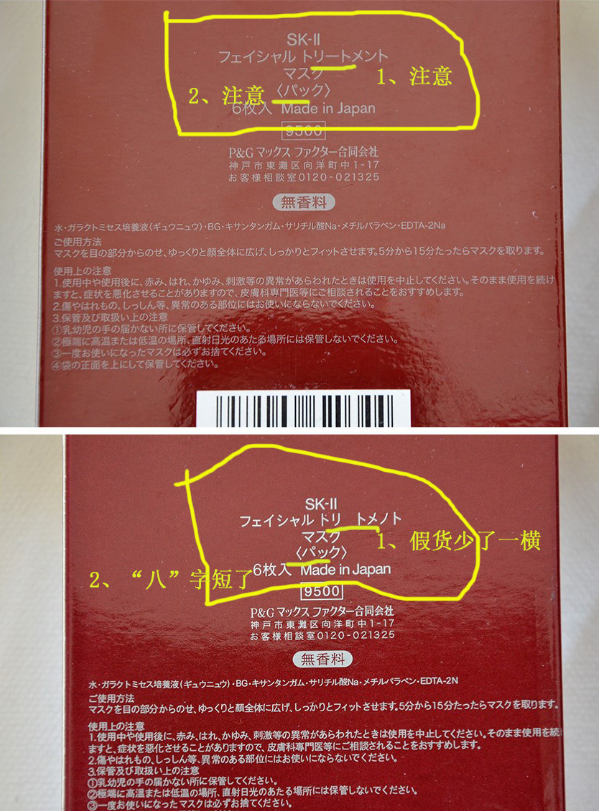 SK-II
フェイシャル トリートメント
マスク
1、注意
〈パック〉
2、注意
6枚入 Made in Japan
9500
P&G マックス ファクター合同会社
神戸市東灘区向洋町中1-17
お客様相談室0120-021325
無香料
水・ガラクトミセス培養液(ギュウニュウ)・BG・キサンタンガム・サリチル酸Na・メチルパラベン・EDTA-2Na
ご使用方法
マスクを目の部分からのせ、ゆっくりと顔全体に広げ、しっかりとフィットさせます。5分から15分たったらマスクを取ります。
使用上の注意
1.使用中や使用後に、赤み、はれ、かゆみ、刺激等の異常があらわれたときは使用を中止してください。そのまま使用を続け
ますと、症状を悪化させることがありますので、皮膚科専門医等にご相談されることをおすすめします。
2.傷やはれもの、しっしん等、異常のある部位にはお使いにならないでください。
3.保管及び取扱い上の注意
①乳幼児の手の届かない所に保管してください。
②極端に高温または低温の場所、直射日光のあたる場所には保管しないでください。
③一度お使いになったマスクは必ずお捨てください。
④袋の正面を上にして保管してください。
SK-II
フェイシャル トリ ートメノト
マスク
1、假货少了一横
〈パック〉
6枚入 Made in Japan
2、“八”字短了
9500
P&G マックス ファクター合同会社
神戸市東灘区向洋町中1-17
お客様相談室0120-021325
無香料
水・ガラクトミセス培養液(ギュウニュウ)・BG・キサンタンガム・サリチル酸Na・メチルパラベン・EDTA-2N
ご使用方法
マスクを目の部分からのせ、ゆっくりと顔全体に広げ、しっかりとフィットさせます。5分から15分たったらマスクを取ります。
使用上の注意
1.使用中や使用後に、赤み、はれ、かゆみ、刺激等の異常があらわれたときは使用を中止してください。そのまま使用を続け
ますと、症状を悪化させることがありますので、皮膚科専門医等にご相談されることをおすすめします。
2.傷やはれもの、しっしん等、異常のある部位にはお使いにならないでください。
3.保管及び取扱い上の注意
①乳幼児の手の届かない所に保管してください。
②極端に高温または低温の場所、直射日光のあたる場所には保管しないでください。
③一度お使いになったマスクは必ずお捨てください。